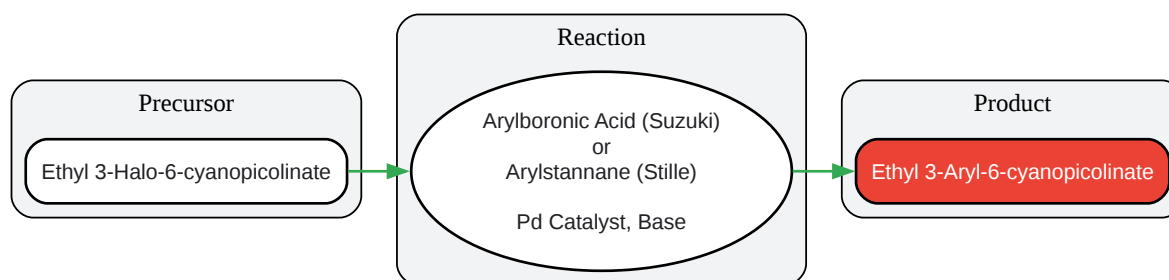 Precursor
Ethyl 3-Halo-6-cyanopicolinate
Reaction
Arylboronic Acid (Suzuki)
or
Arylstannane (Stille)
Pd Catalyst, Base
Product
Ethyl 3-Aryl-6-cyanopicolinate